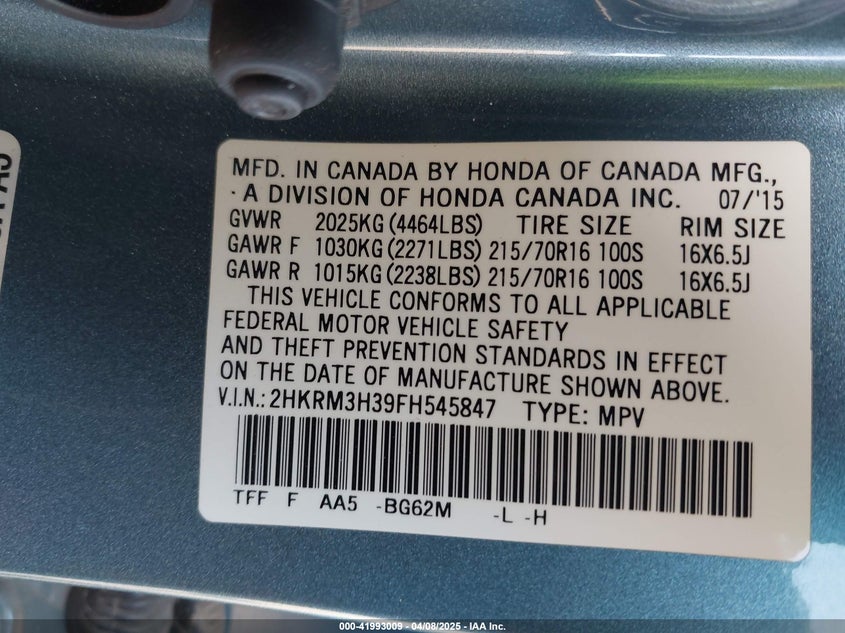 MFD. IN CANADA BY HONDA OF CANADA MFG.,
A DIVISION OF HONDA CANADA INC. 07/'15
GVWR 2025KG (4464LBS) TIRE SIZE RIM SIZE
GAWR F 1030KG (2271LBS) 215/70R16 100S 16X6.5J
GAWR R 1015KG (2238LBS) 215/70R16 100S 16X6.5J
THIS VEHICLE CONFORMS TO ALL APPLICABLE
FEDERAL MOTOR VEHICLE SAFETY
AND THEFT PREVENTION STANDARDS IN EFFECT
ON THE DATE OF MANUFACTURE SHOWN ABOVE.
V.I.N.: 2HKRM3H39FH545847 TYPE: MPV
TFF F AA5 -BG62M -L -H
000-41993009 - 04/08/2025 - IAA Inc.